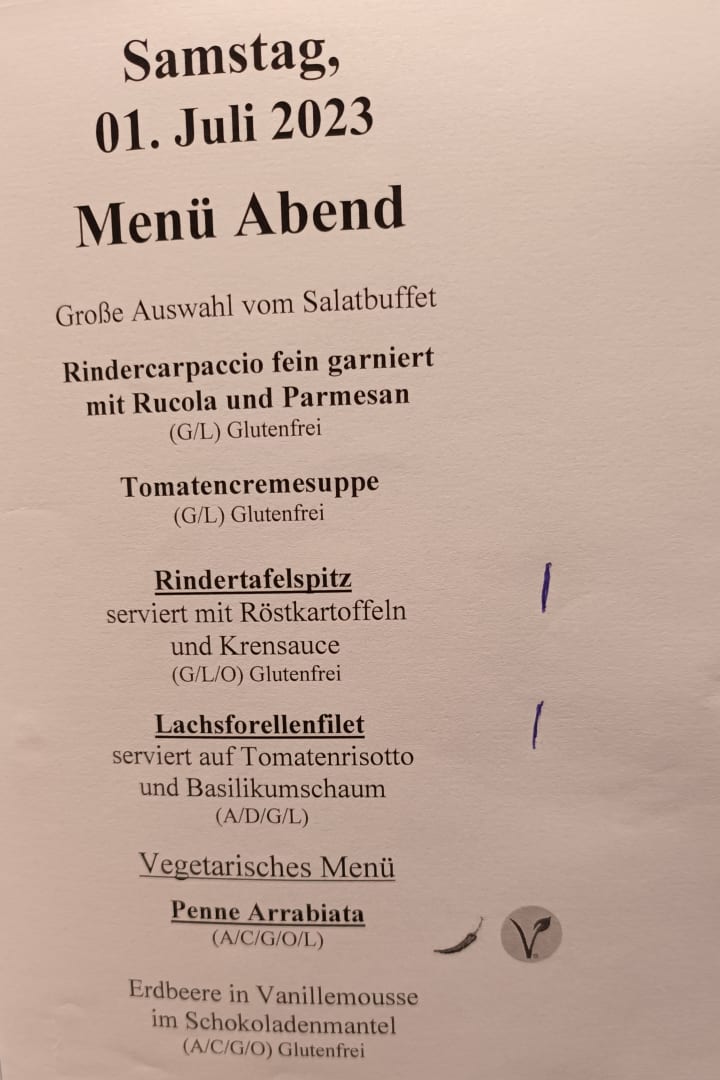 Samstag,
01. Juli 2023
Menü Abend
Große Auswahl vom Salatbuffet
Rindercarpaccio fein garniert
mit Rucola und Parmesan
(G/L) Glutenfrei
Tomatencremesuppe
(G/L) Glutenfrei
Rindertafelspitz
serviert mit Röstkartoffeln
und Krensauce
(G/L/O) Glutenfrei
Lachsforellenfilet
serviert auf Tomatenrisotto
und Basilikumschaum
(A/D/G/L)
Vegetarisches Menü
Penne Arrabiata
(A/C/G/O/L)
Erdbeere in Vanillemousse
im Schokoladenmantel
(A/C/G/O) Glutenfrei